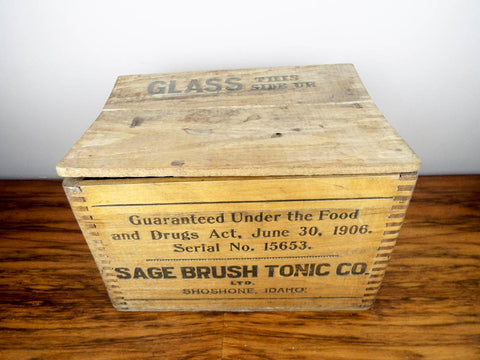 GLASS THIS
SIDE UP
Guaranteed Under the Food
and Drugs Act, June 30, 1906.
Serial No. 15653.
SAGE BRUSH TONIC CO.
LTD.
SHOSHONE, IDAHO.